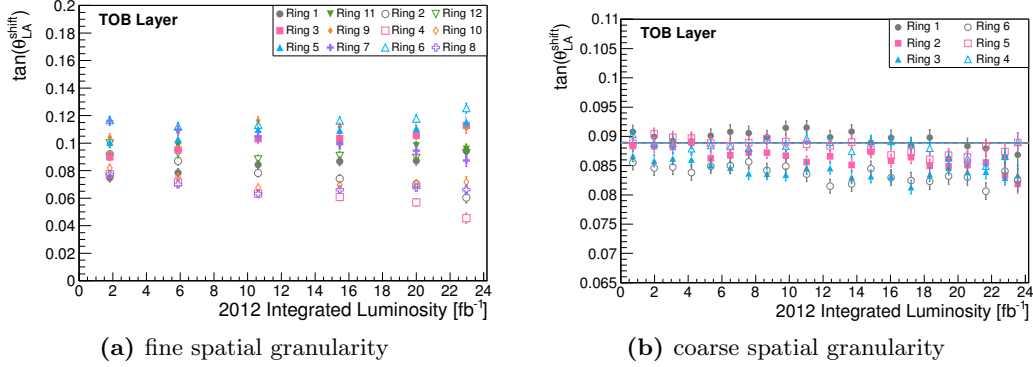 TOB Layer
Ring 1 Ring 11 Ring 2 Ring 12
Ring 3 Ring 9 Ring 4 Ring 10
Ring 5 Ring 7 Ring 6 Ring 8
tan(θ_LA^shift)
0.2
0.18
0.16
0.14
0.12
0.1
0.08
0.06
0.04
0.02
0
0 2 4 6 8 10 12 14 16 18 20 22 24
2012 Integrated Luminosity [fb⁻¹]
(a) fine spatial granularity
TOB Layer
Ring 1 Ring 6
Ring 2 Ring 5
Ring 3 Ring 4
tan(θ_LA^shift)
0.11
0.105
0.1
0.095
0.09
0.085
0.08
0.075
0.07
0.065
0 2 4 6 8 10 12 14 16 18 20 22 24
2012 Integrated Luminosity [fb⁻¹]
(b) coarse spatial granularity